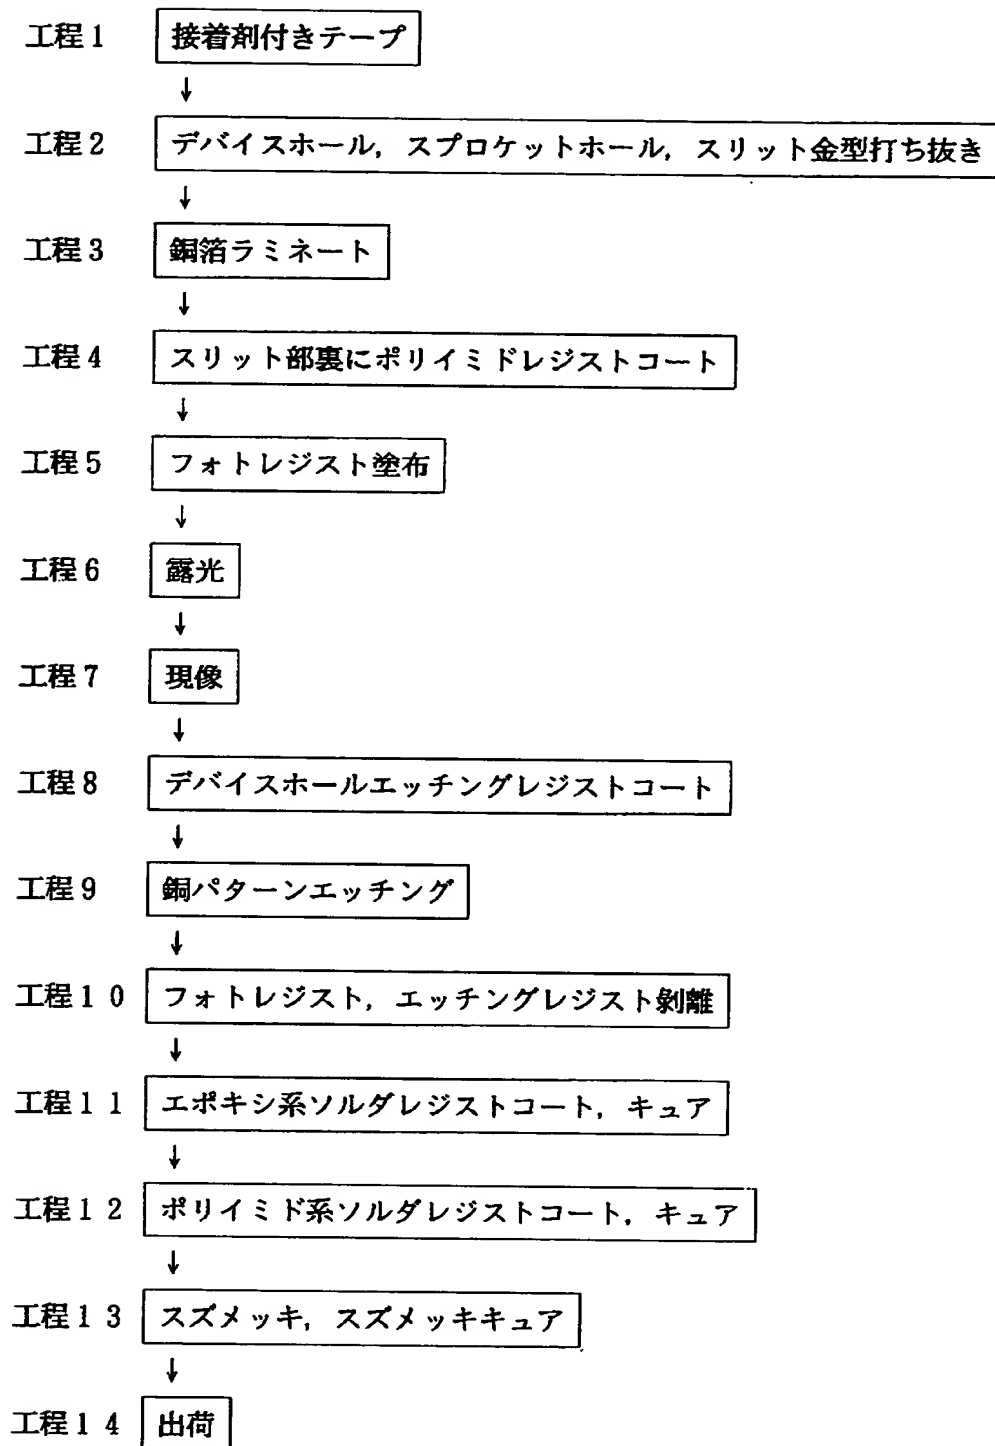 工程1 接着剤付きテープ
↓
工程2 デバイスホール，スプロケットホール，スリット金型打ち抜き
↓
工程3 銅箔ラミネート
↓
工程4 スリット部裏にポリイミドレジストコート
↓
工程5 フォトレジスト塗布
↓
工程6 露光
↓
工程7 現像
↓
工程8 デバイスホールエッチングレジストコート
↓
工程9 銅パターンエッチング
↓
工程10 フォトレジスト，エッチングレジスト剝離
↓
工程11 エポキシ系ソルダレジストコート，キュア
↓
工程12 ポリイミド系ソルダレジストコート，キュア
↓
工程13 スズメッキ，スズメッキキュア
↓
工程14 出荷